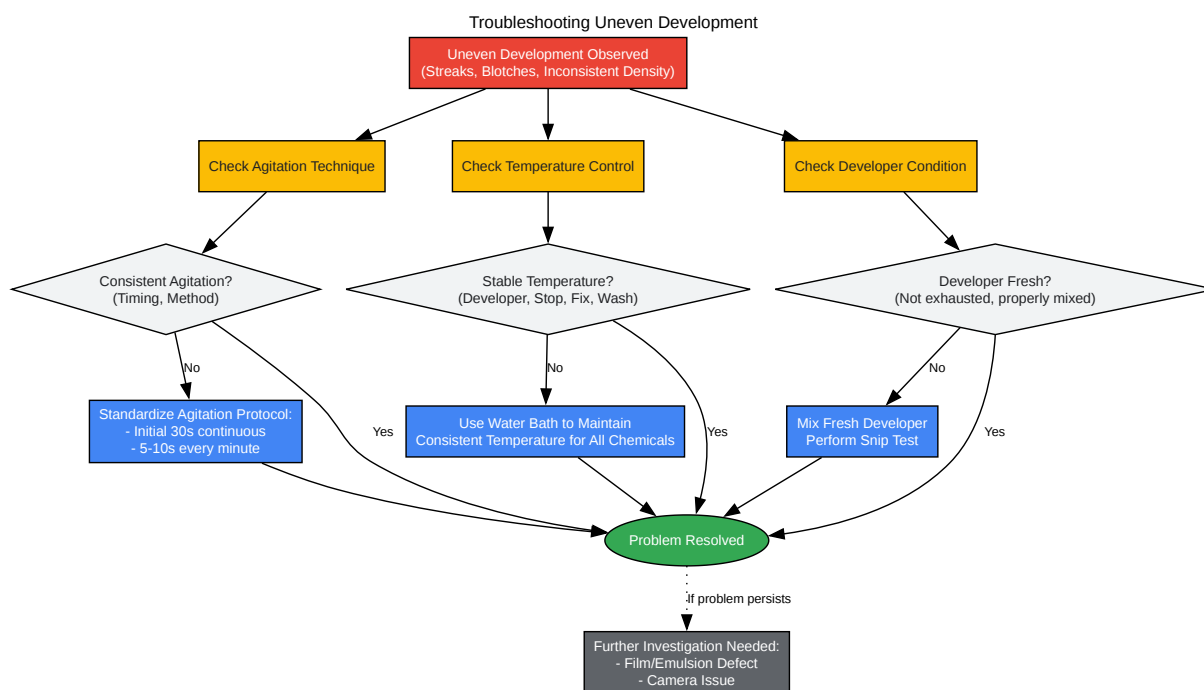 Troubleshooting Uneven Development
Uneven Development Observed
(Streaks, Blotches, Inconsistent Density)
Check Agitation Technique
Check Temperature Control
Check Developer Condition
Consistent Agitation?
(Timing, Method)
Stable Temperature?
(Developer, Stop, Fix, Wash)
Developer Fresh?
(Not exhausted, properly mixed)
No
No
No
Standardize Agitation Protocol:
- Initial 30s continuous
- 5-10s every minute
Yes
Use Water Bath to Maintain
Consistent Temperature for All Chemicals
Yes
Mix Fresh Developer
Perform Snip Test
Yes
Problem Resolved
If problem persists
Further Investigation Needed:
- Film/Emulsion Defect
- Camera Issue